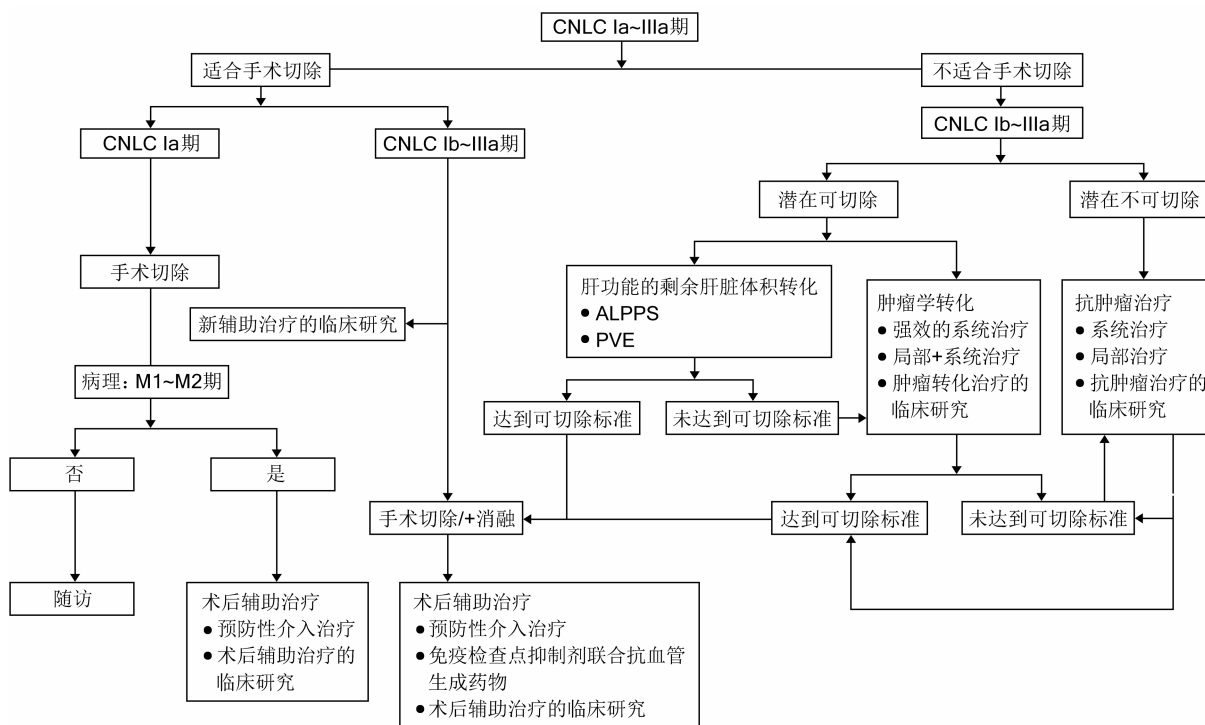 CNLC Ia~IIIa期
适合手术切除
不适合手术切除
CNLC Ia期
CNLC Ib~IIIa期
CNLC Ib~IIIa期
潜在可切除
潜在不可切除
手术切除
肝功能的剩余肝脏体积转化
● ALPPS
● PVE
肿瘤学转化
● 强效的系统治疗
● 局部+系统治疗
● 肿瘤转化治疗的
临床研究
抗肿瘤治疗
● 系统治疗
● 局部治疗
● 抗肿瘤治疗的
临床研究
新辅助治疗的临床研究
病理：M1~M2期
达到可切除标准
未达到可切除标准
否
是
手术切除/+消融
达到可切除标准
未达到可切除标准
随访
术后辅助治疗
● 预防性介入治疗
● 术后辅助治疗的
临床研究
术后辅助治疗
● 预防性介入治疗
● 免疫检查点抑制剂联合抗血管
生成药物
● 术后辅助治疗的临床研究